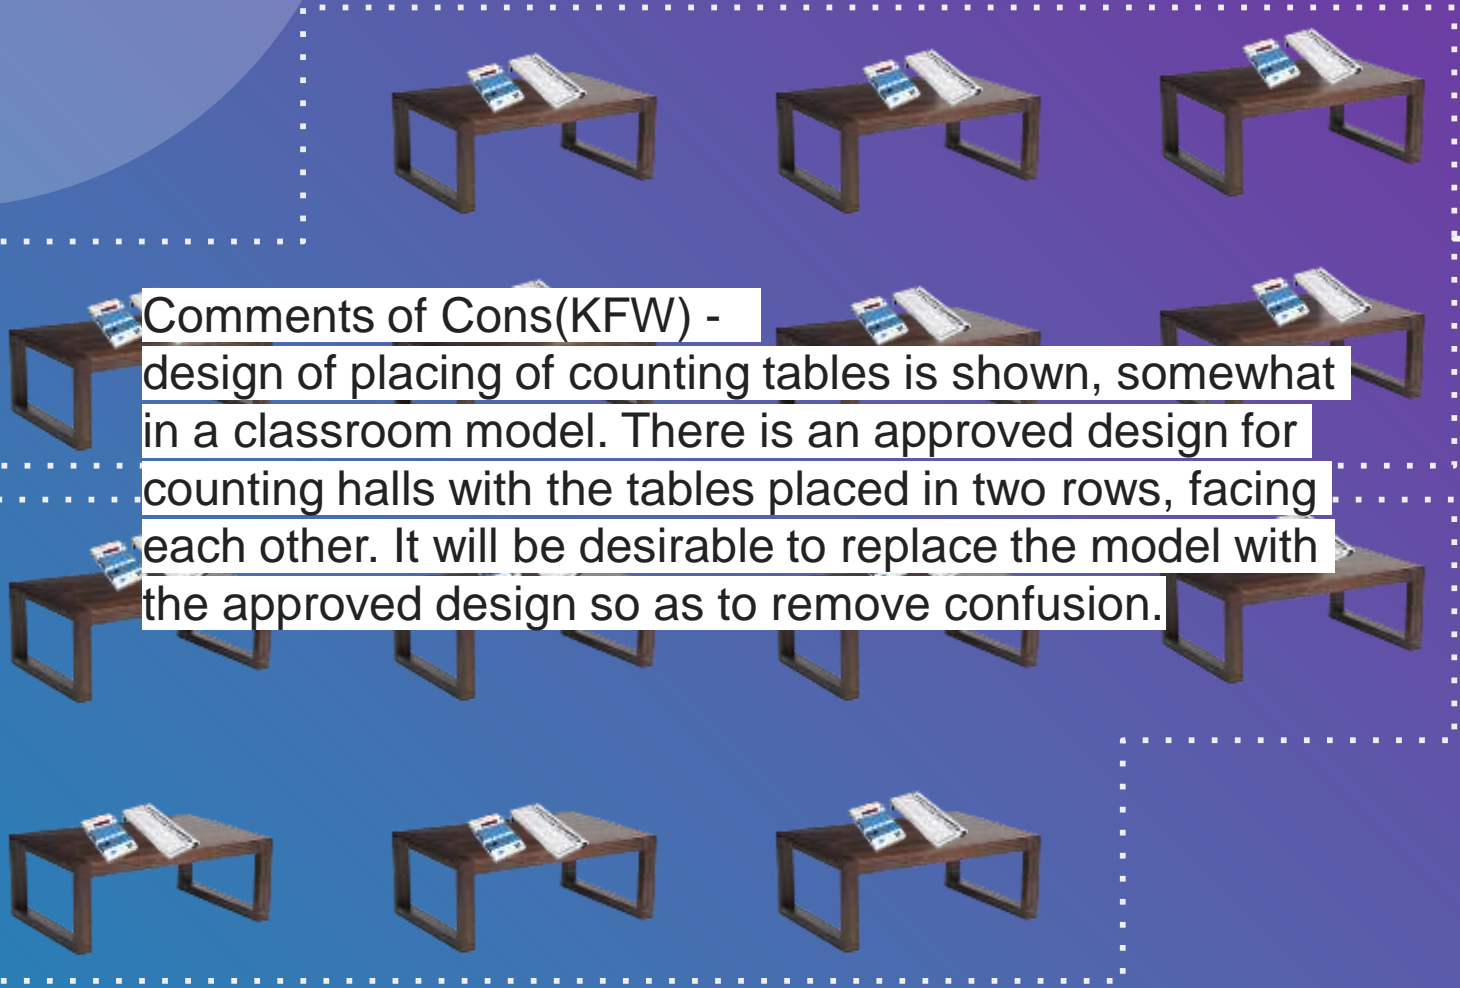 Comments of Cons(KFW) -
design of placing of counting tables is shown, somewhat
in a classroom model. There is an approved design for
counting halls with the tables placed in two rows, facing
each other. It will be desirable to replace the model with
the approved design so as to remove confusion.